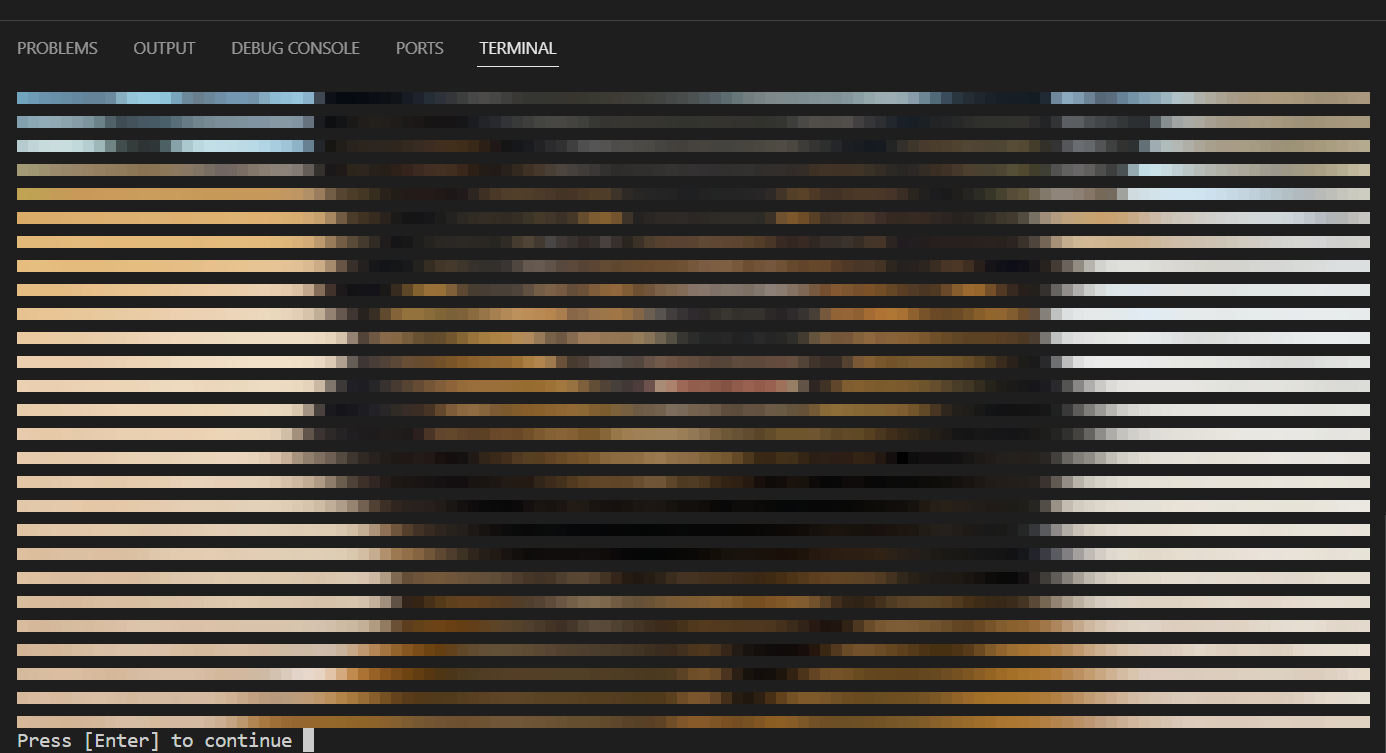 PROBLEMS OUTPUT DEBUG CONSOLE PORTS TERMINAL
Press [Enter] to continue